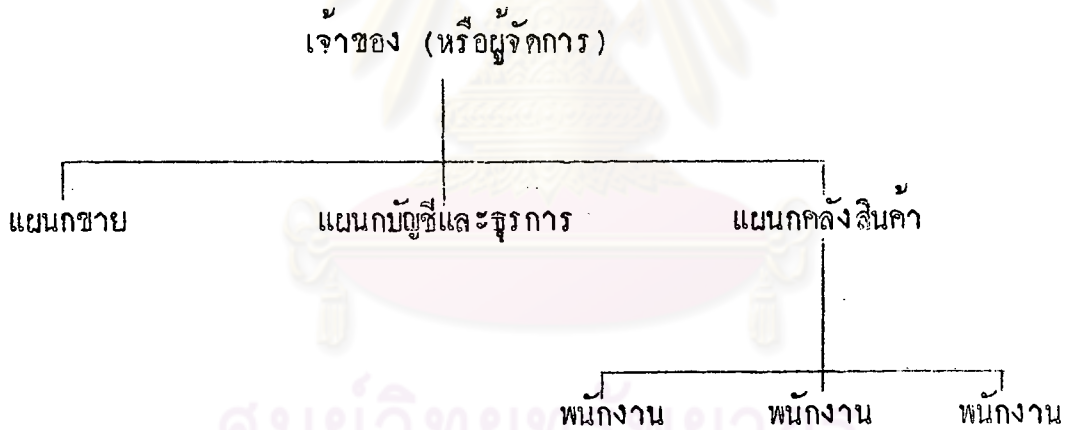 เจ้าของ (หรือผู้จัดการ)
แผนกขาย แผนกบัญชีและธุรการ แผนกคลังสินค้า
พนักงาน พนักงาน พนักงาน